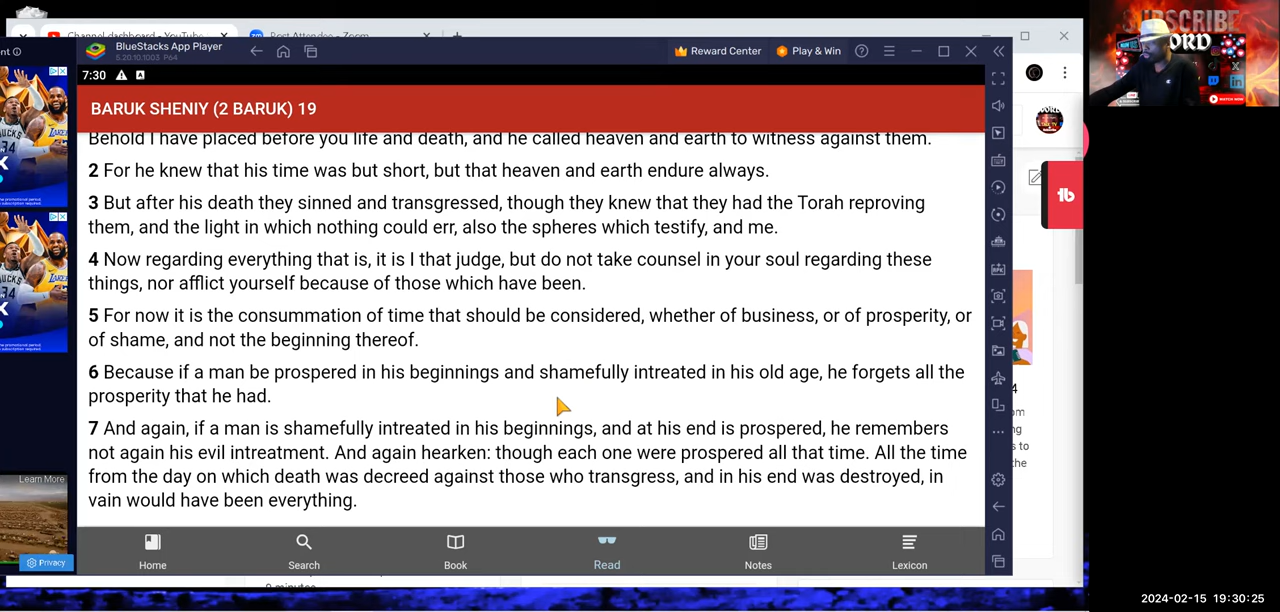 Channel dashboard - YouTube
Post Attendee - Zoom
BlueStacks App Player
5.20.10.1003 P64
Reward Center
Play & Win
7:30
BARUK SHENIY (2 BARUK) 19
Behold I have placed before you life and death, and he called heaven and earth to witness against them.
2 For he knew that his time was but short, but that heaven and earth endure always.
3 But after his death they sinned and transgressed, though they knew that they had the Torah reproving
them, and the light in which nothing could err, also the spheres which testify, and me.
4 Now regarding everything that is, it is I that judge, but do not take counsel in your soul regarding these
things, nor afflict yourself because of those which have been.
5 For now it is the consummation of time that should be considered, whether of business, or of prosperity, or
of shame, and not the beginning thereof.
6 Because if a man be prospered in his beginnings and shamefully intreated in his old age, he forgets all the
prosperity that he had.
7 And again, if a man is shamefully intreated in his beginnings, and at his end is prospered, he remembers
not again his evil intreatment. And again hearken: though each one were prospered all that time. All the time
from the day on which death was decreed against those who transgress, and in his end was destroyed, in
vain would have been everything.
Home
Search
Book
Read
Notes
Lexicon
Learn More
Privacy
2024-02-15 19:30:25